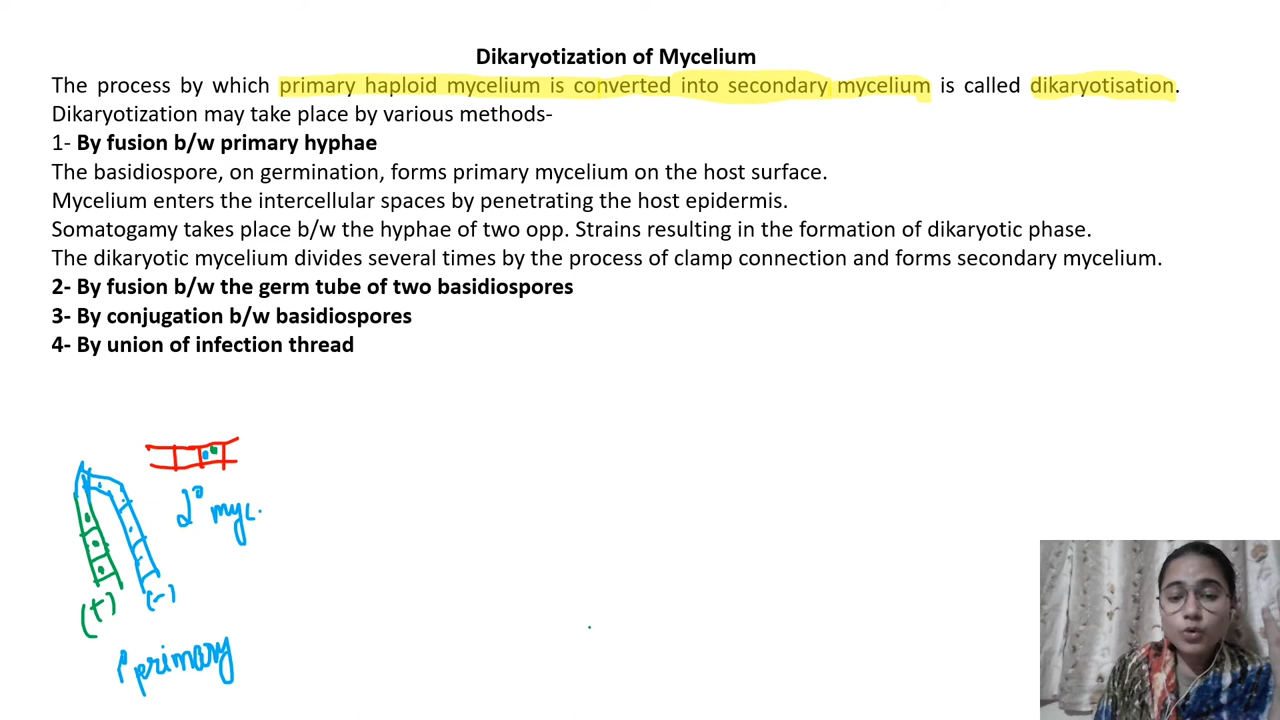 Dikaryotization of Mycelium
The process by which primary haploid mycelium is converted into secondary mycelium is called dikaryotisation.
Dikaryotization may take place by various methods-
1- By fusion b/w primary hyphae
The basidiospore, on germination, forms primary mycelium on the host surface.
Mycelium enters the intercellular spaces by penetrating the host epidermis.
Somatogamy takes place b/w the hyphae of two opp. Strains resulting in the formation of dikaryotic phase.
The dikaryotic mycelium divides several times by the process of clamp connection and forms secondary mycelium.
2- By fusion b/w the germ tube of two basidiospores
3- By conjugation b/w basidiospores
4- By union of infection thread
2° myc.
(+) (-)
primary